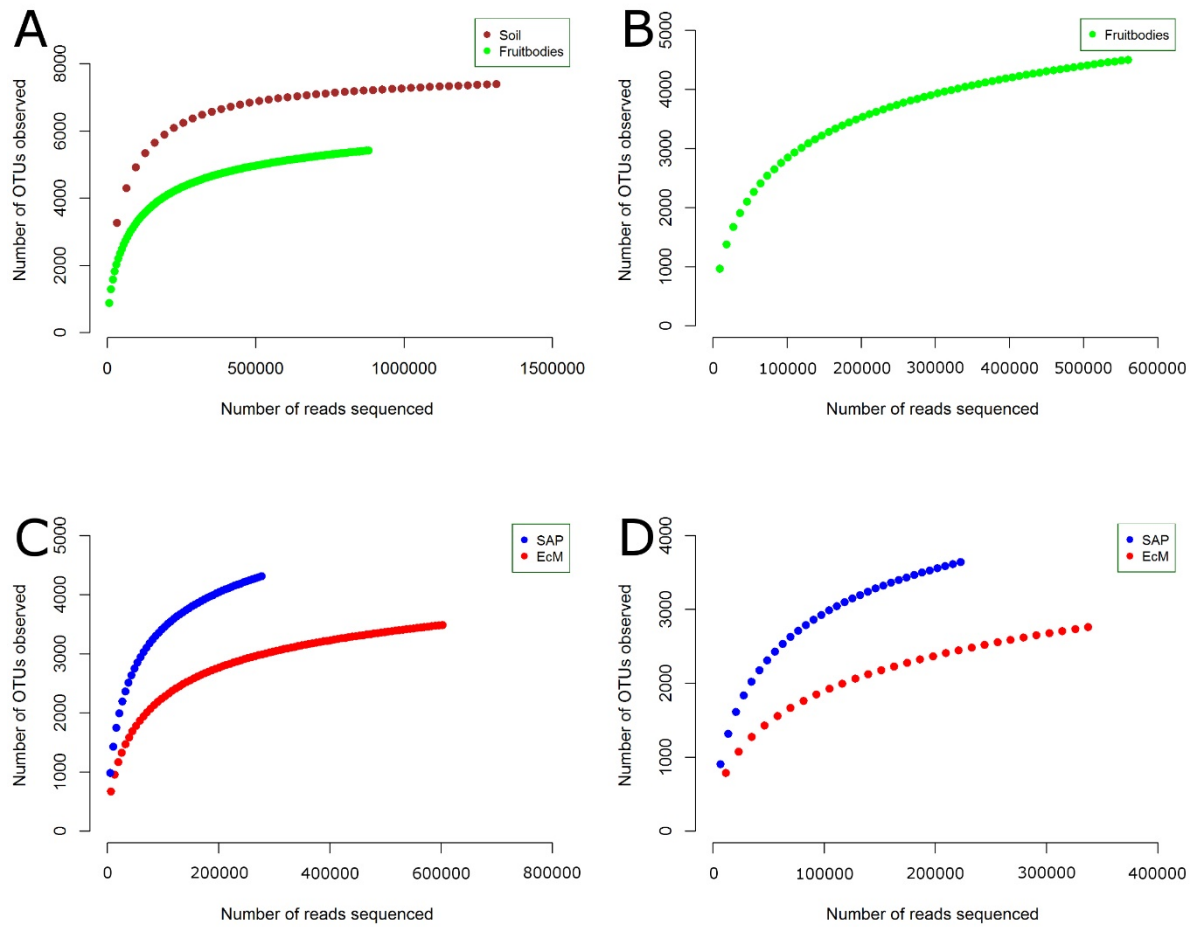 A
Soil
Fruitbodies
Number of OTUs observed
0 2000 4000 6000 8000
0 500000 1000000 1500000
Number of reads sequenced
B
Fruitbodies
Number of OTUs observed
0 1000 2000 3000 4000 5000
0 100000 200000 300000 400000 500000 600000
Number of reads sequenced
C
SAP
EcM
Number of OTUs observed
0 1000 2000 3000 4000 5000
0 200000 400000 600000 800000
Number of reads sequenced
D
SAP
EcM
Number of OTUs observed
0 1000 2000 3000 4000
0 100000 200000 300000 400000
Number of reads sequenced